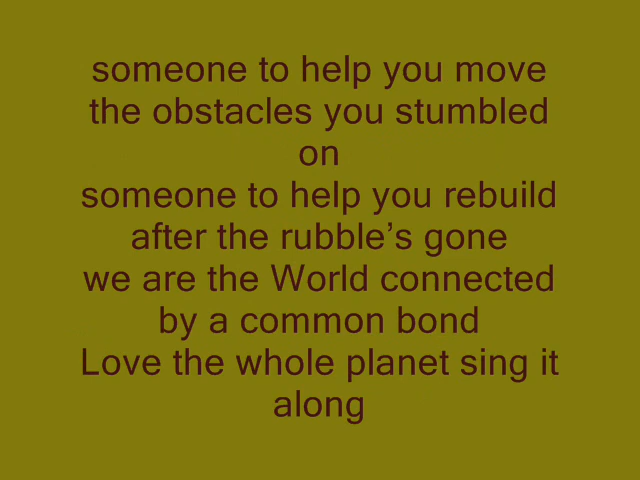 someone to help you move
the obstacles you stumbled
on
someone to help you rebuild
after the rubble’s gone
we are the World connected
by a common bond
Love the whole planet sing it
along